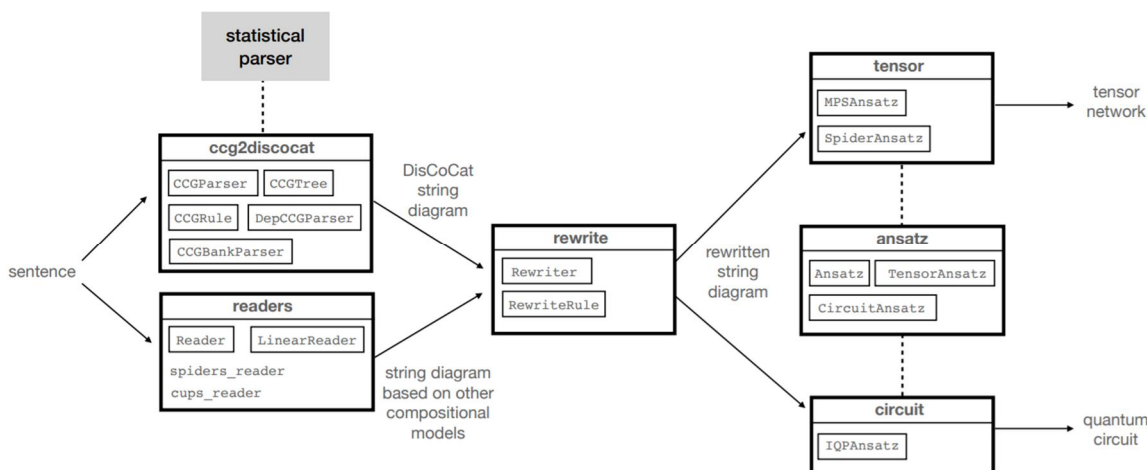 statistical
parser
ccg2discocat
CCGParser CCGTree
CCGRule DepCCGParser
CCGBankParser
sentence
readers
Reader LinearReader
spiders_reader
cups_reader
DisCoCat
string
diagram
string diagram
based on other
compositional
models
rewrite
Rewriter
RewriteRule
rewritten
string
diagram
tensor
MPSAnsatz
SpiderAnsatz
tensor
network
ansatz
Ansatz TensorAnsatz
CircuitAnsatz
circuit
IQPAnsatz
quantum
circuit